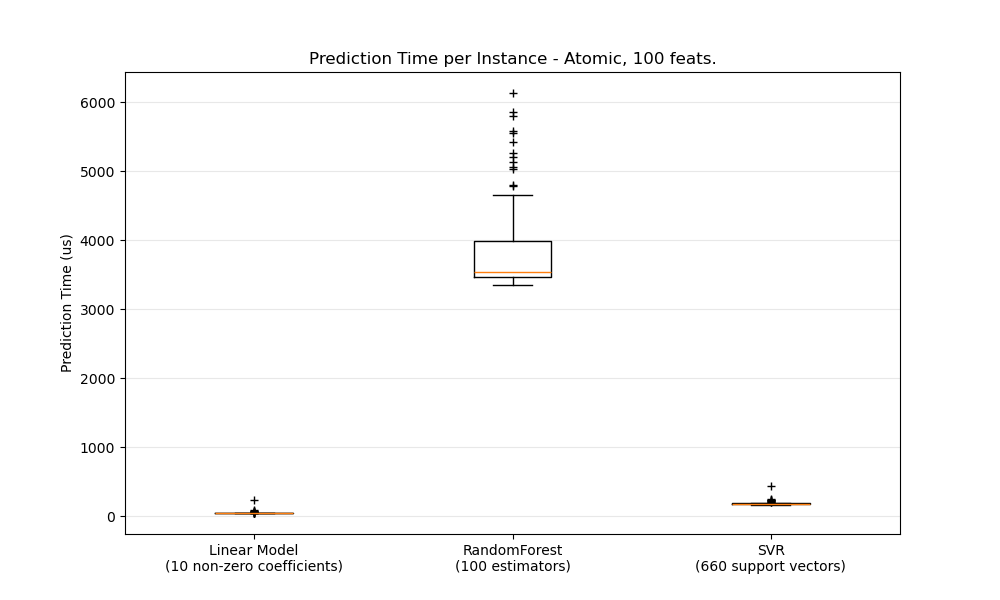 Prediction Time per Instance - Atomic, 100 feats.
Prediction Time (us)
6000
5000
4000
3000
2000
1000
0
Linear Model
(10 non-zero coefficients)
RandomForest
(100 estimators)
SVR
(660 support vectors)